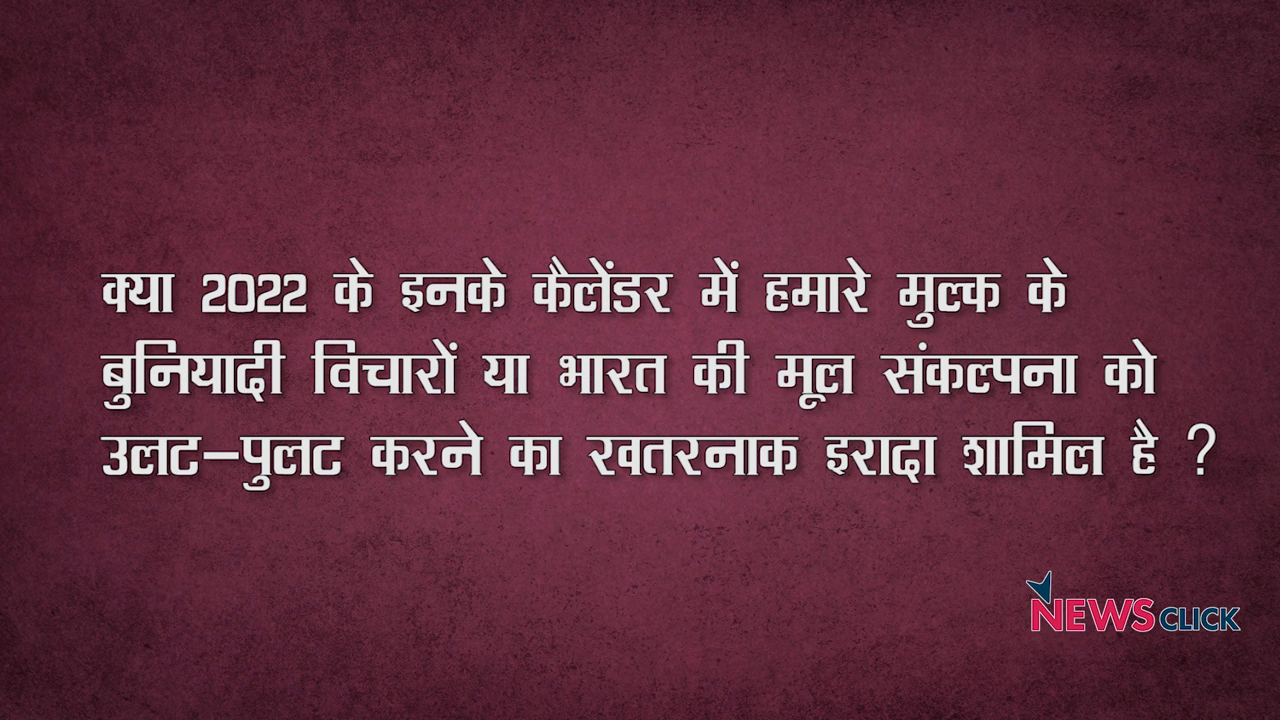 क्या 2022 के इनके कैलेंडर में हमारे मुल्क के
बुनियादी विचारों या भारत की मूल संकल्पना को
उलट-पुलट करने का खतरनाक इरादा शामिल है ?
NEWSCLICK